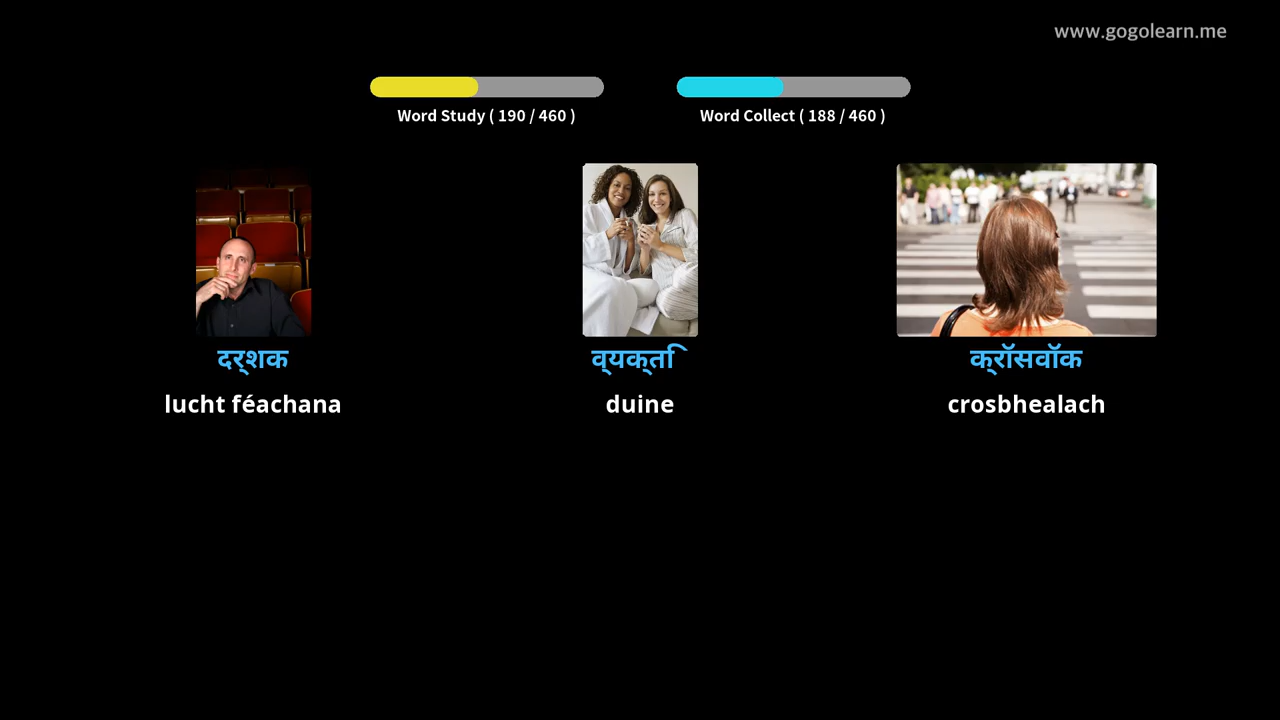 www.gogolearn.me
Word Study ( 190 / 460 )
Word Collect ( 188 / 460 )
दर्शक
व्यक्ति
क्रॉसवॉक
lucht féachana
duine
crosbhealach